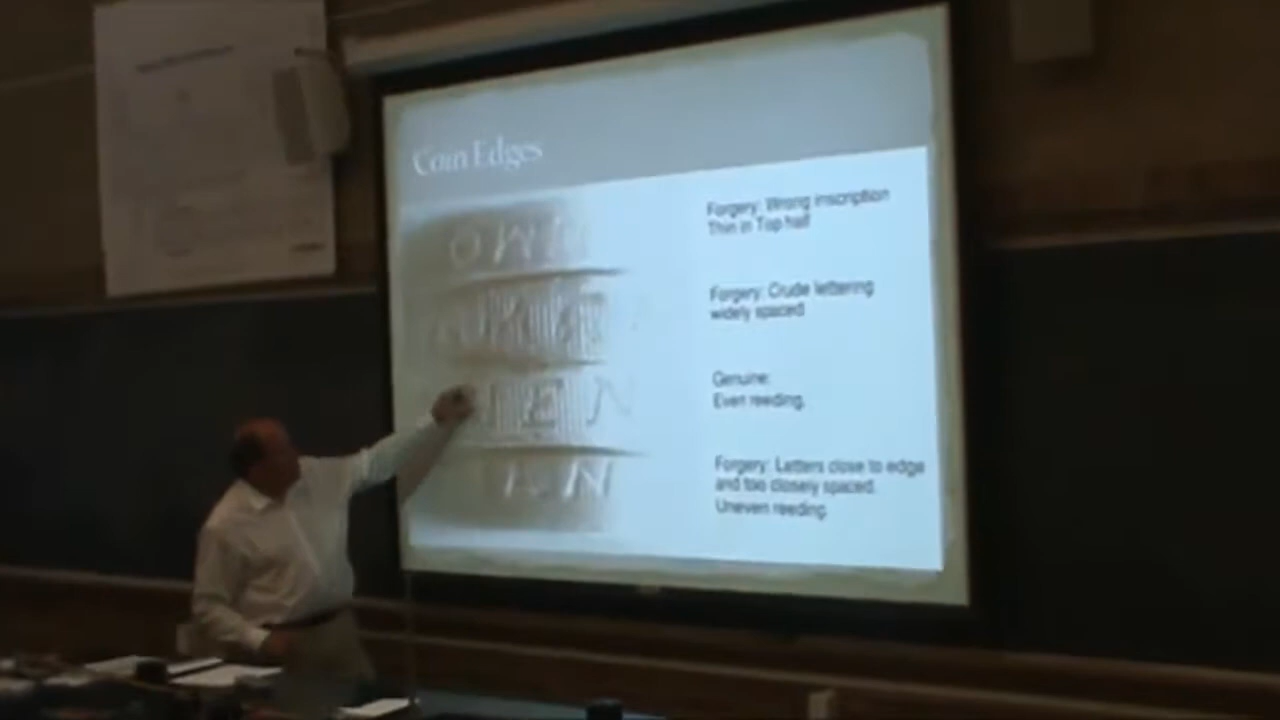 Coin Edges
Forgery: Wrong inscription
Thin in Top half
Forgery: Crude lettering
widely spaced
Genuine:
Even reeding.
Forgery: Letters close to edge
and too closely spaced.
Uneven reeding.